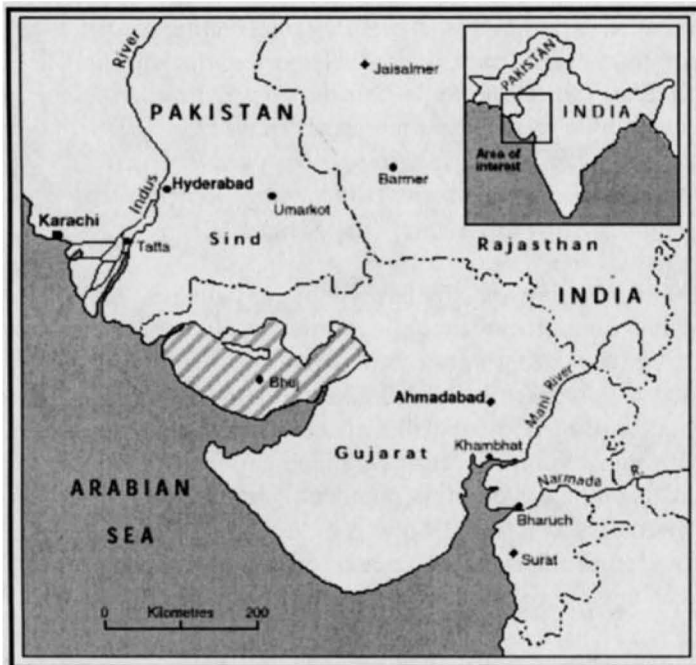 River
Jaisalmer
PAKISTAN
PAKISTAN
INDIA
Area of
interest
Indus
Hyderabad
Barmer
Umarkot
Karachi
Tatta
Sind
Rajasthan
INDIA
Bhuj
Ahmadabad
Mahi River
Khambhat
Gujarat
Narmada R.
ARABIAN
SEA
Bharuch
Surat
0 Kilometres 200